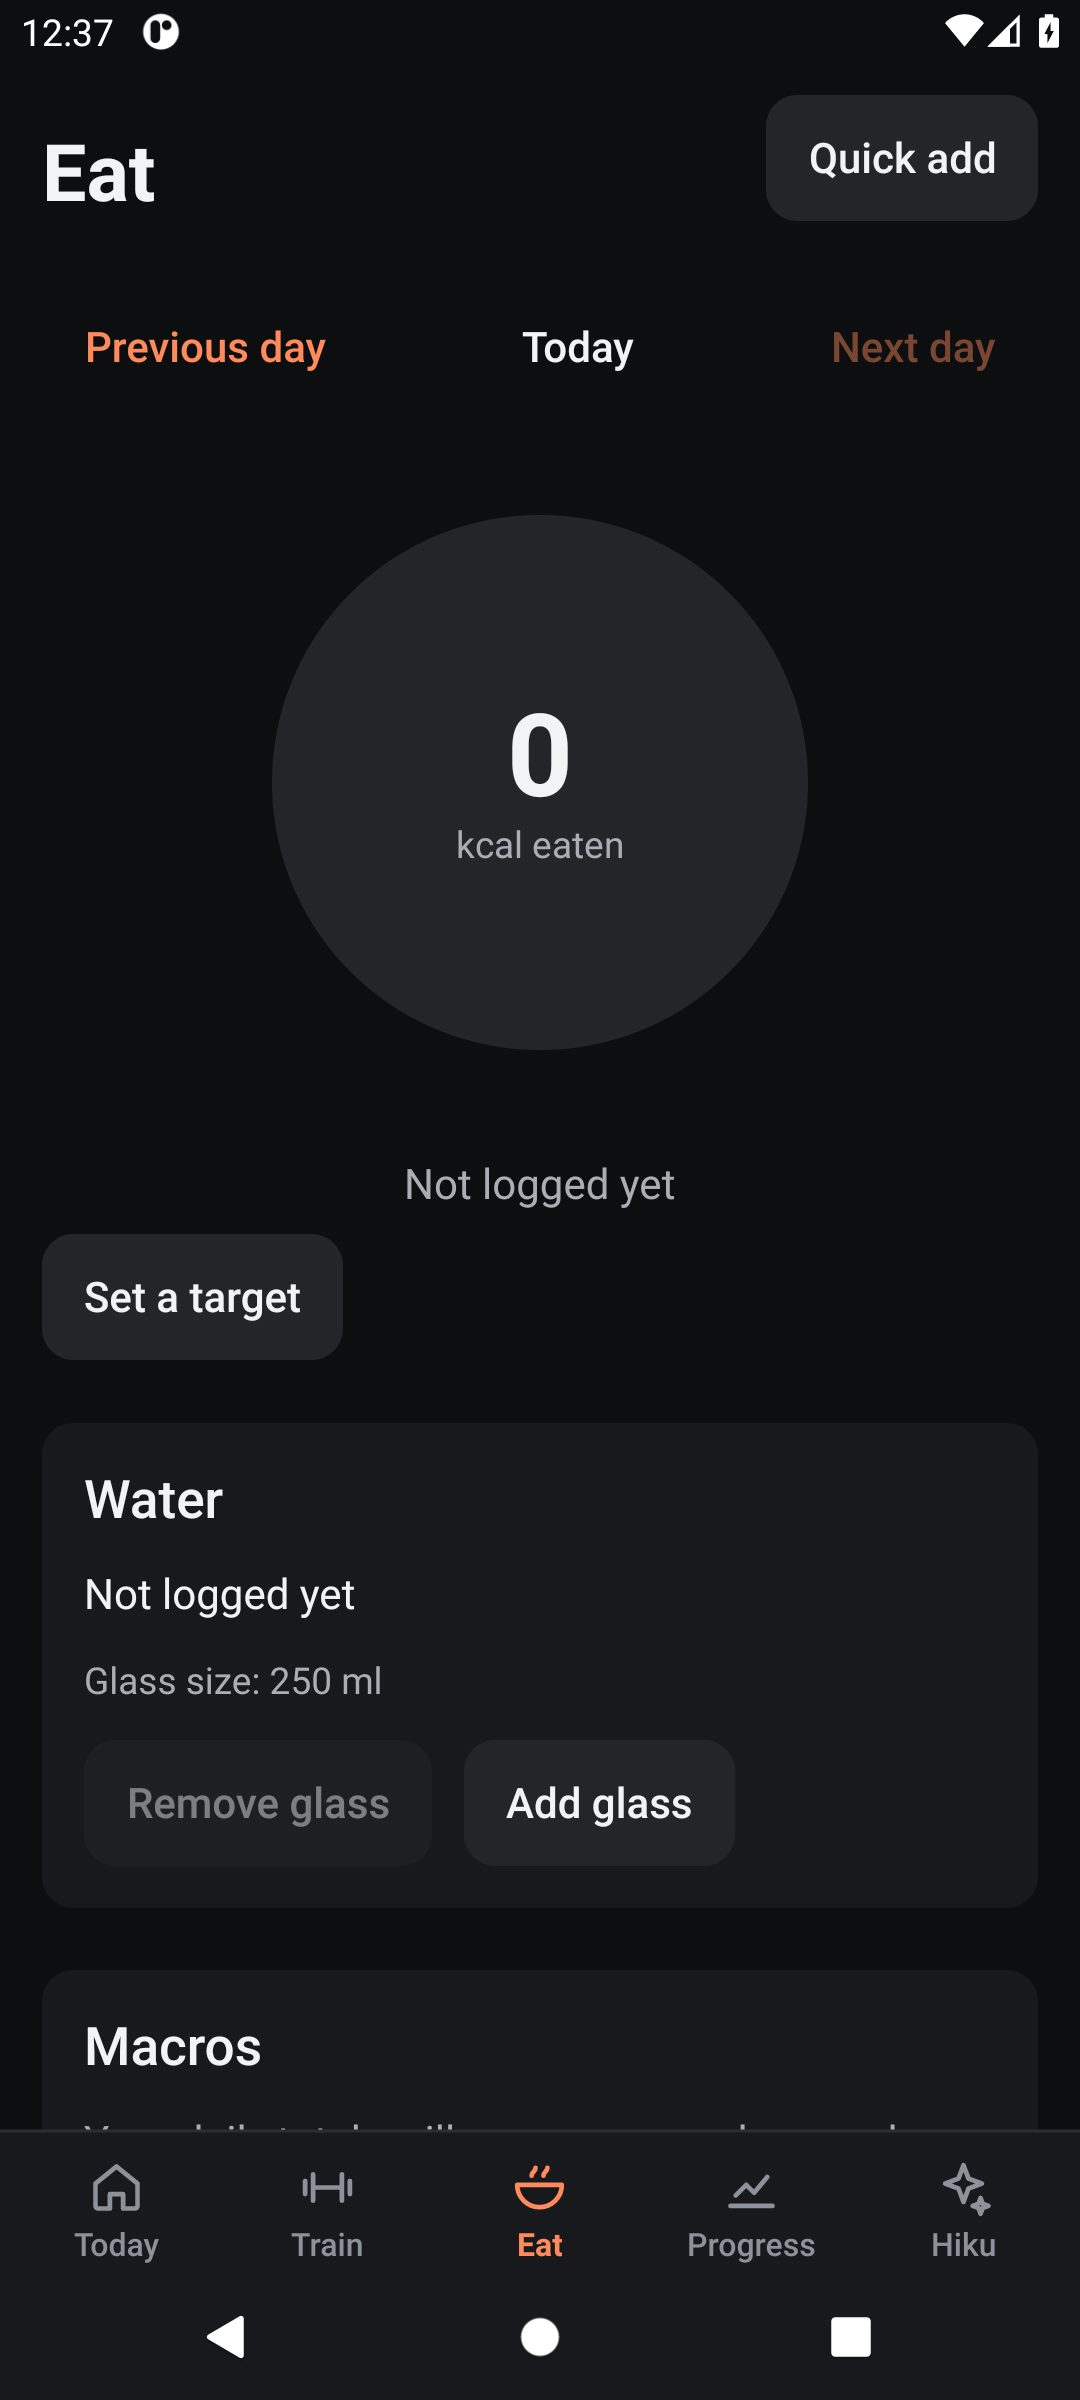 12:37
Eat
Quick add
Previous day
Today
Next day
0
kcal eaten
Not logged yet
Set a target
Water
Not logged yet
Glass size: 250 ml
Remove glass
Add glass
Macros
Today
Train
Eat
Progress
Hiku